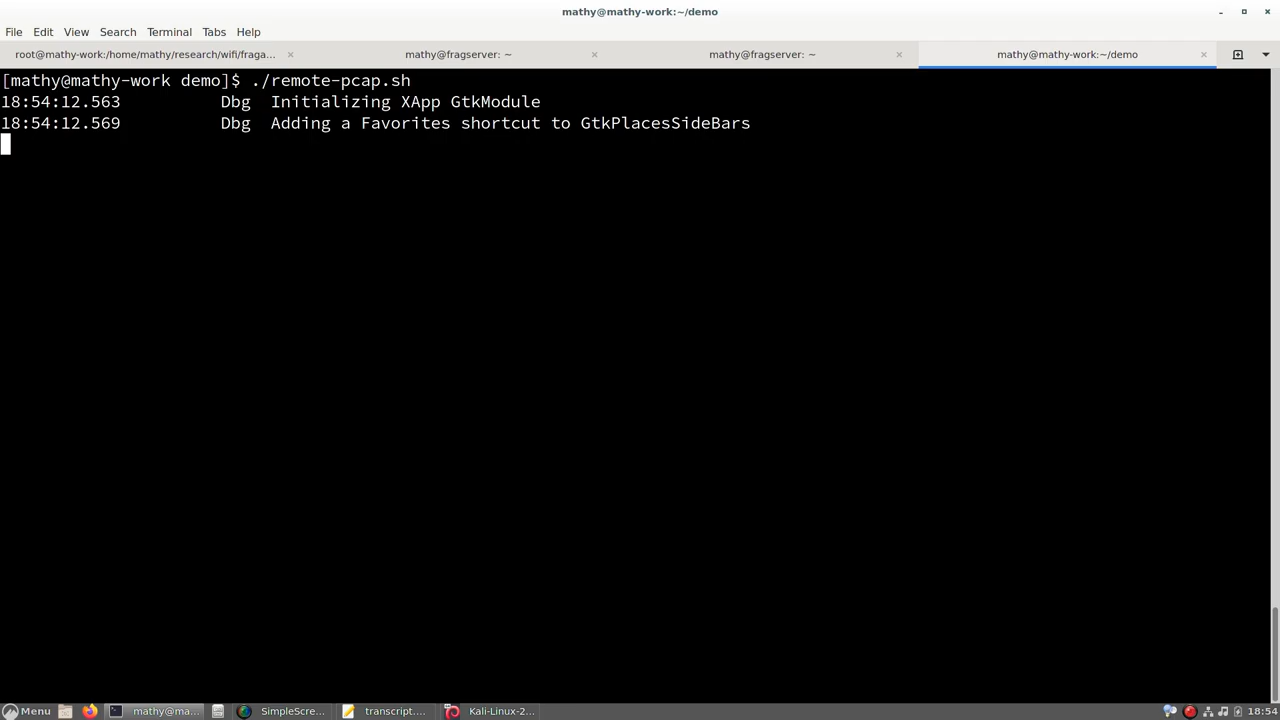 mathy@mathy-work:~/demo
File Edit View Search Terminal Tabs Help
root@mathy-work:/home/mathy/research/wifi/fraga... mathy@fragserver: ~ mathy@fragserver: ~ mathy@mathy-work:~/demo
[mathy@mathy-work demo]$ ./remote-pcap.sh
18:54:12.563 Dbg Initializing XApp GtkModule
18:54:12.569 Dbg Adding a Favorites shortcut to GtkPlacesSideBars
Menu mathy@ma... SimpleScre... transcript.... Kali-Linux-2... 18:54